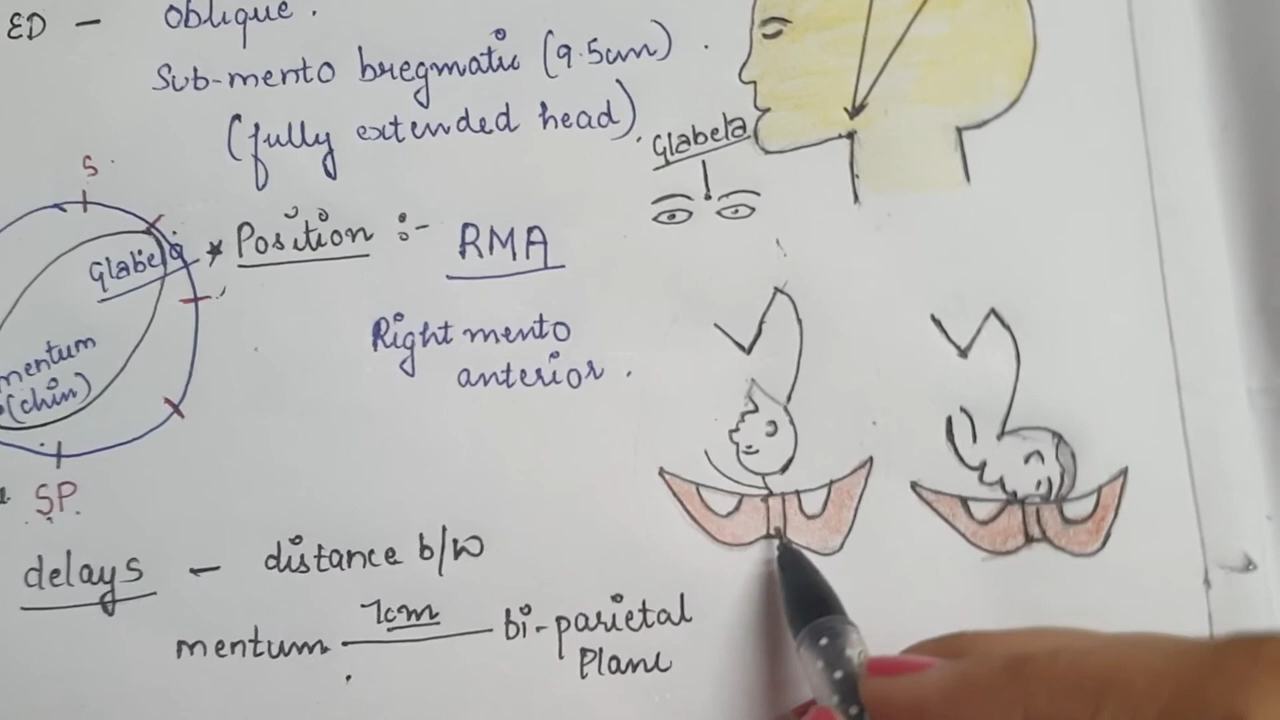 ED - oblique.
Sub-mento bregmatic (9.5cm).
(fully extended head).
Glabela
S
Glabela
* Position :- RMA
Right mento
anterior.
mentum
(chin)
SP
delays - distance b/w
mentum 7cm bi-parietal
Plane